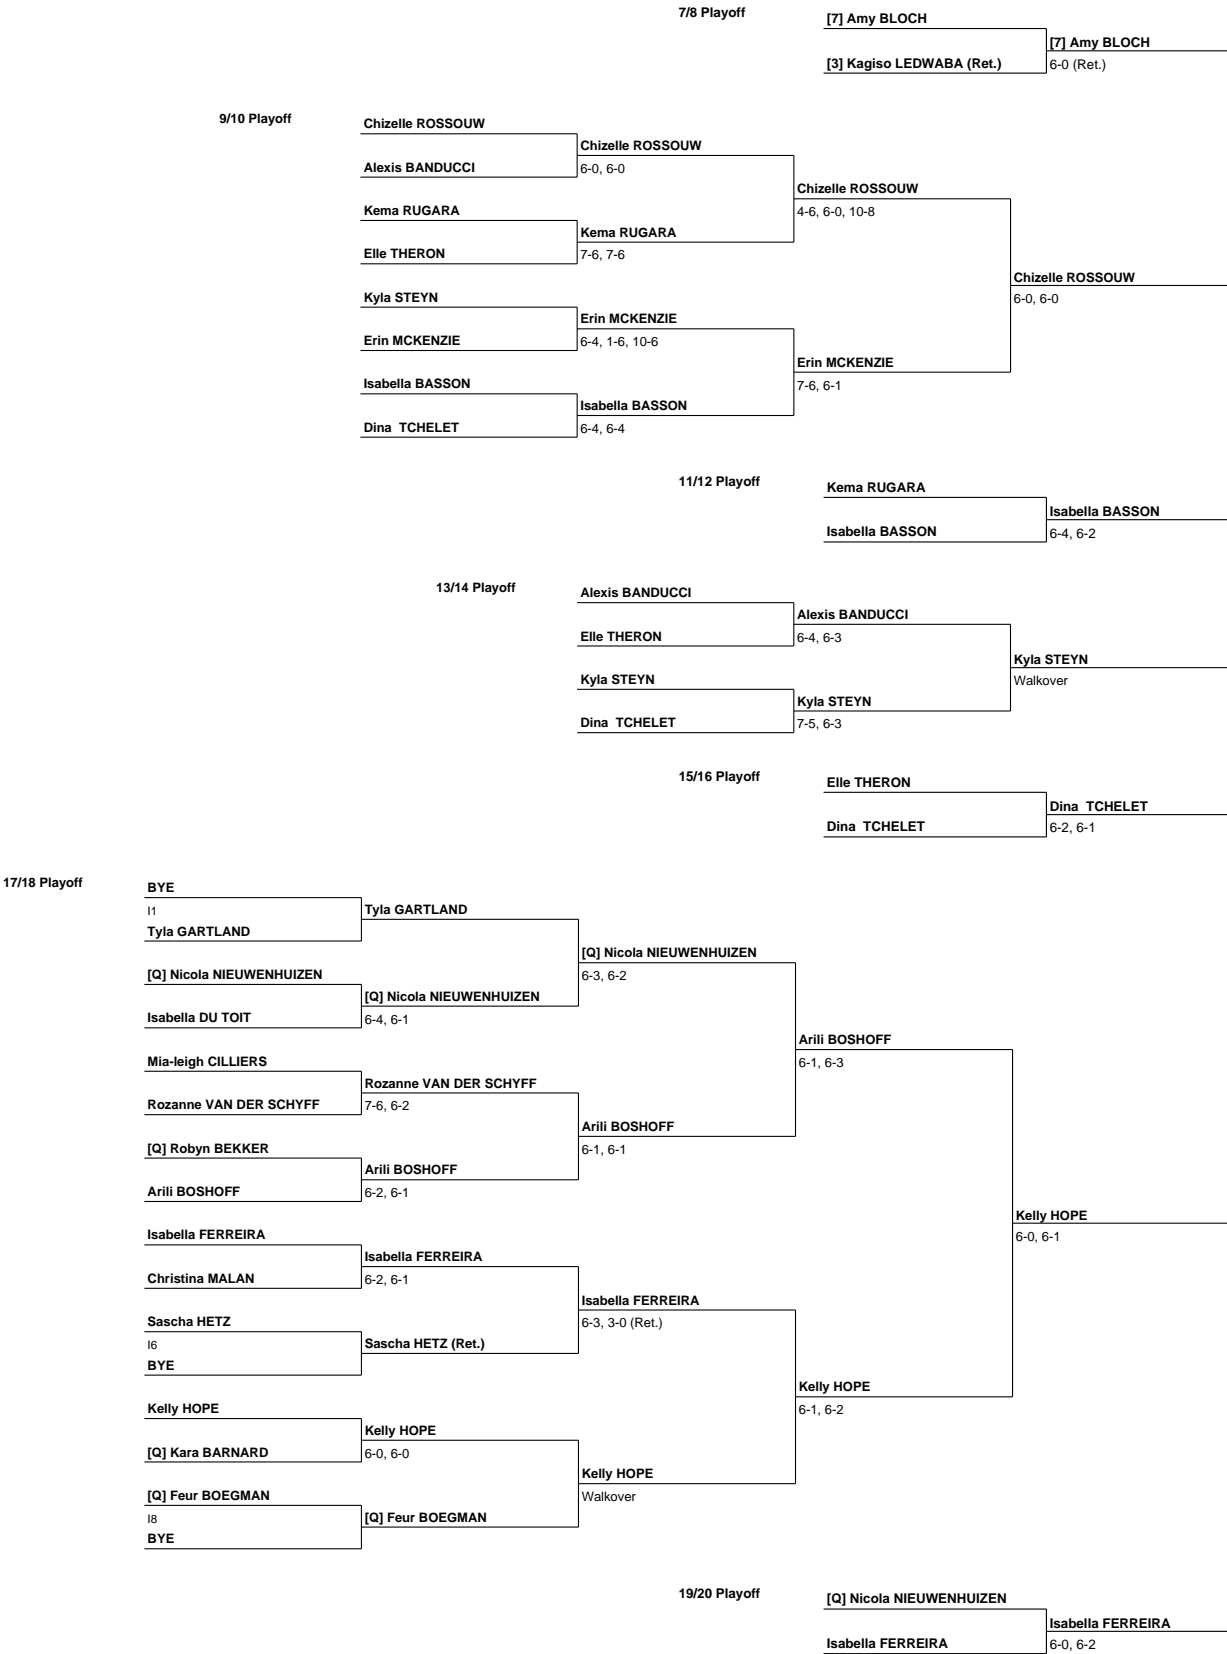 7/8 Playoff
[7] Amy BLOCH
[7] Amy BLOCH
[3] Kagiso LEDWABA (Ret.)
6-0 (Ret.)
9/10 Playoff
Chizelle ROSSOUW
Chizelle ROSSOUW
Alexis BANDUCCI
6-0, 6-0
Chizelle ROSSOUW
Kema RUGARA
4-6, 6-0, 10-8
Kema RUGARA
Elle THERON
7-6, 7-6
Chizelle ROSSOUW
Kyla STEYN
6-0, 6-0
Erin MCKENZIE
Erin MCKENZIE
6-4, 1-6, 10-6
Erin MCKENZIE
Isabella BASSON
7-6, 6-1
Isabella BASSON
Dina  TCHELET
6-4, 6-4
11/12 Playoff
Kema RUGARA
Isabella BASSON
Isabella BASSON
6-4, 6-2
13/14 Playoff
Alexis BANDUCCI
Alexis BANDUCCI
Elle THERON
6-4, 6-3
Kyla STEYN
Kyla STEYN
Walkover
Kyla STEYN
Dina  TCHELET
7-5, 6-3
15/16 Playoff
Elle THERON
Dina  TCHELET
Dina  TCHELET
6-2, 6-1
17/18 Playoff
BYE
I1
Tyla GARTLAND
Tyla GARTLAND
[Q] Nicola NIEUWENHUIZEN
[Q] Nicola NIEUWENHUIZEN
6-3, 6-2
[Q] Nicola NIEUWENHUIZEN
Isabella DU TOIT
6-4, 6-1
Arili BOSHOFF
Mia-leigh CILLIERS
6-1, 6-3
Rozanne VAN DER SCHYFF
Rozanne VAN DER SCHYFF
7-6, 6-2
Arili BOSHOFF
[Q] Robyn BEKKER
6-1, 6-1
Arili BOSHOFF
Arili BOSHOFF
6-2, 6-1
Kelly HOPE
Isabella FERREIRA
6-0, 6-1
Isabella FERREIRA
Christina MALAN
6-2, 6-1
Isabella FERREIRA
Sascha HETZ
6-3, 3-0 (Ret.)
I6
Sascha HETZ (Ret.)
BYE
Kelly HOPE
Kelly HOPE
6-1, 6-2
Kelly HOPE
[Q] Kara BARNARD
6-0, 6-0
Kelly HOPE
[Q] Feur BOEGMAN
Walkover
I8
[Q] Feur BOEGMAN
BYE
19/20 Playoff
[Q] Nicola NIEUWENHUIZEN
Isabella FERREIRA
Isabella FERREIRA
6-0, 6-2